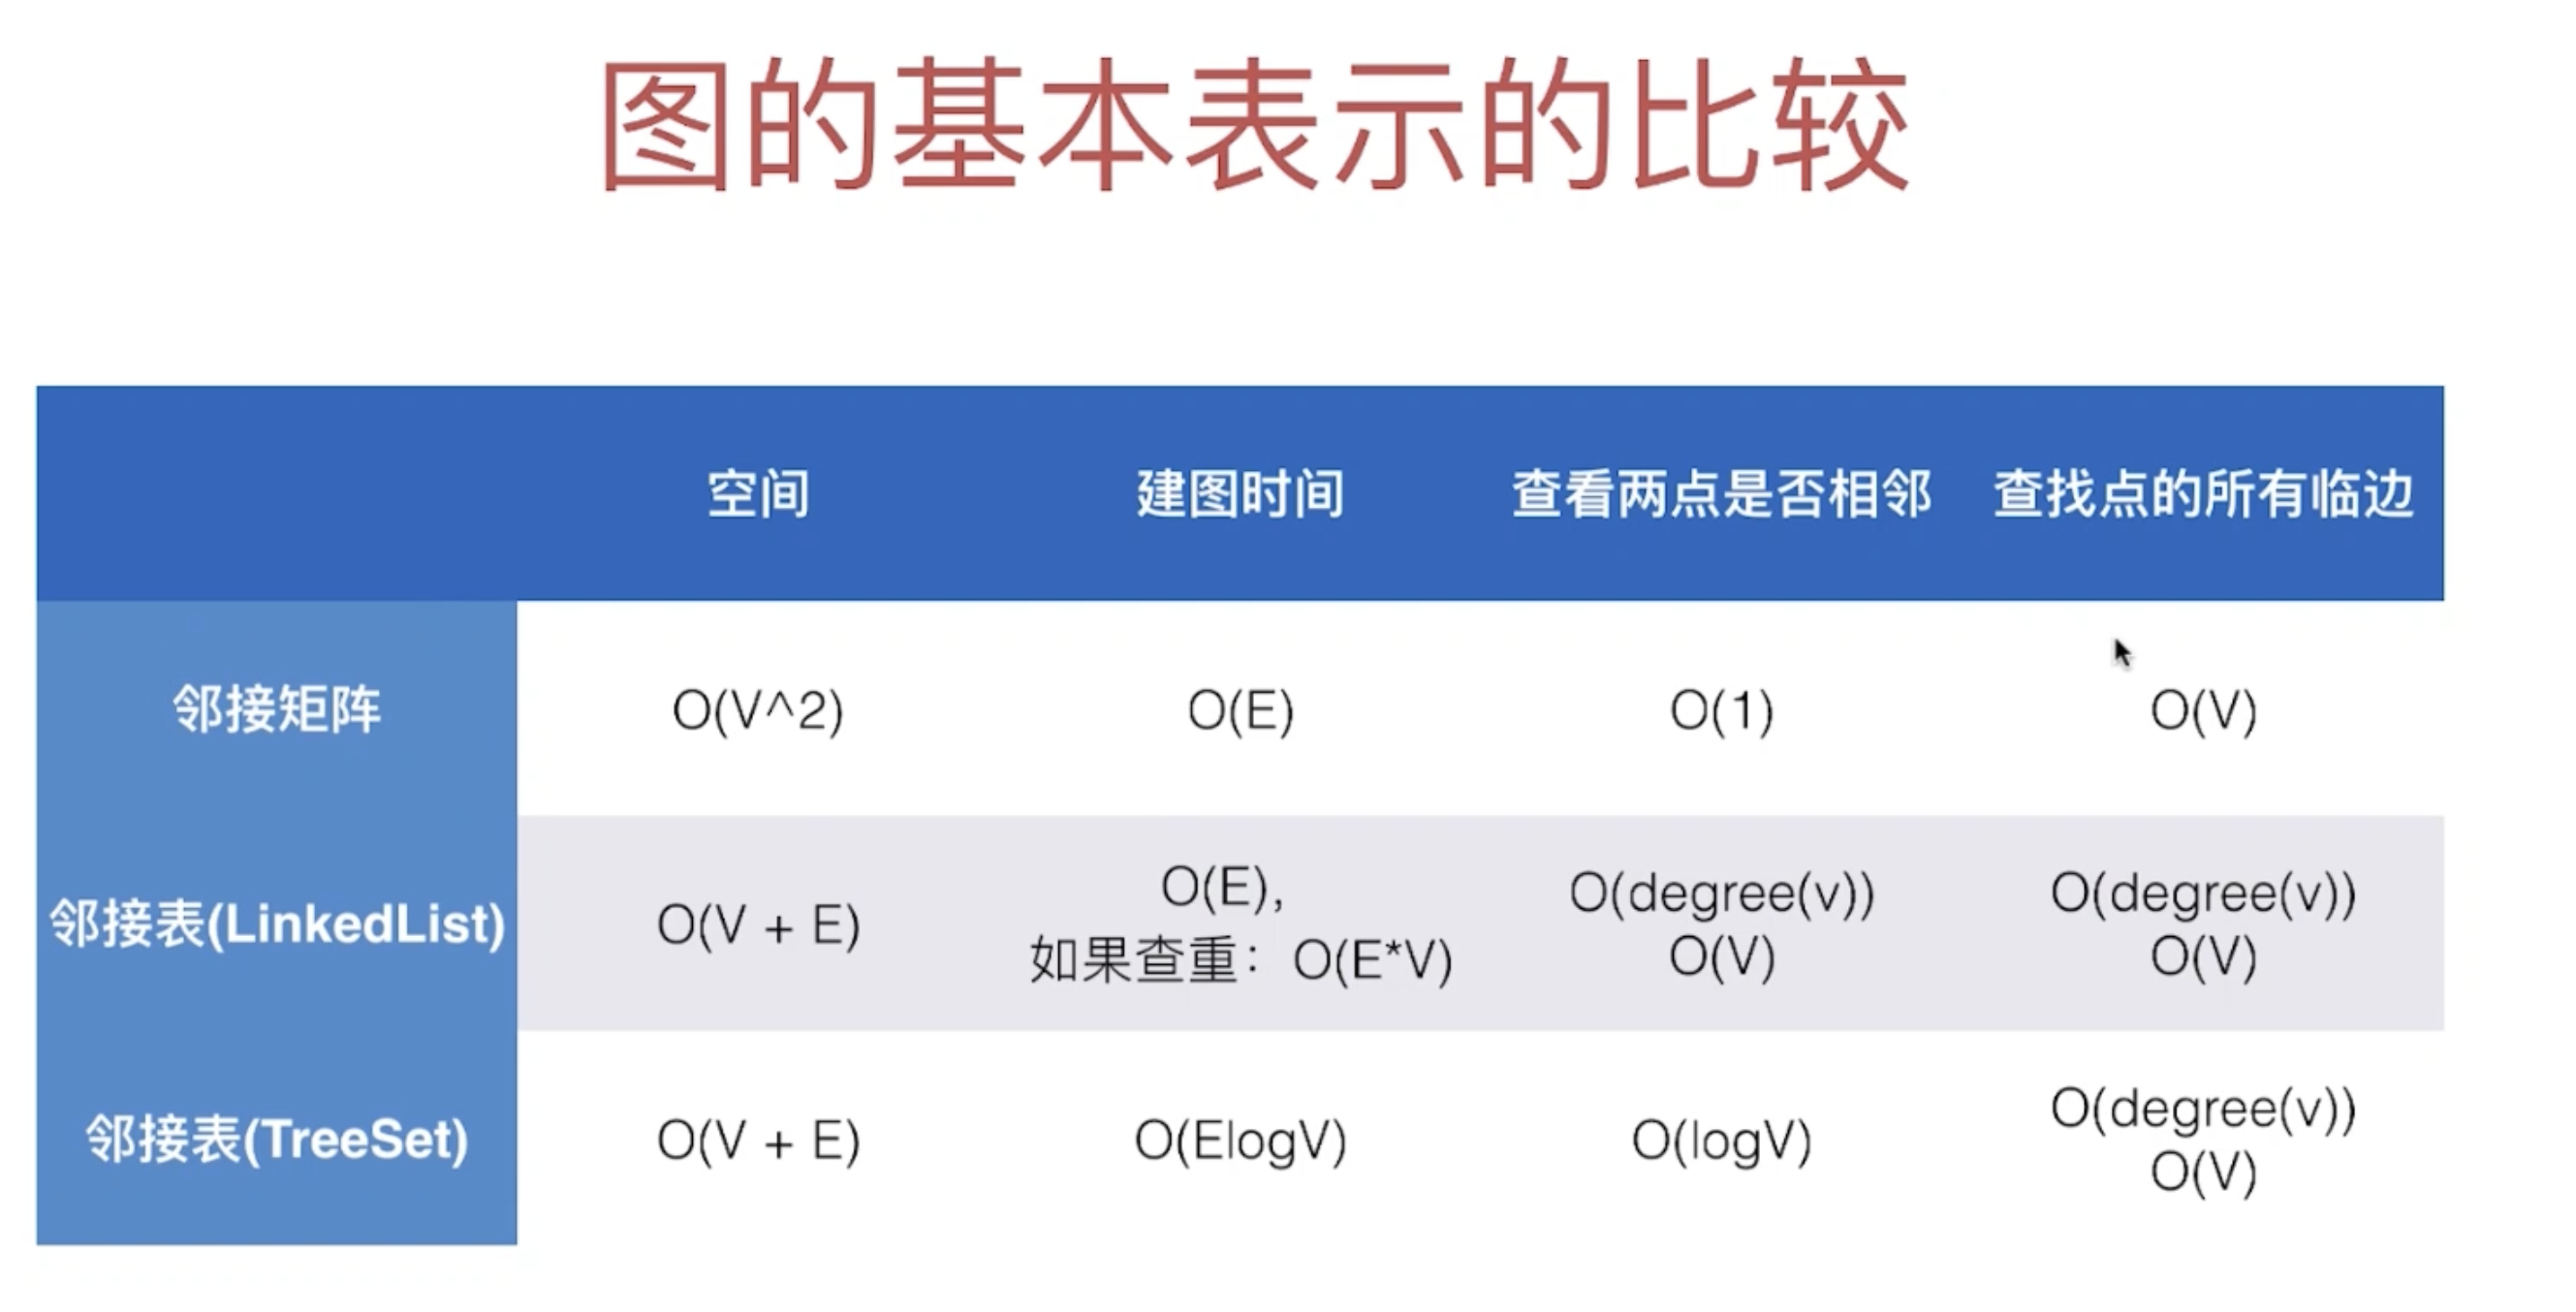 图的基本表示的比较
空间 建图时间 查看两点是否相邻 查找点的所有临边
邻接矩阵 O(V^2) O(E) O(1) O(V)
邻接表(LinkedList) O(V + E) O(E), 如果查重：O(E*V) O(degree(v)) O(V) O(degree(v)) O(V)
邻接表(TreeSet) O(V + E) O(ElogV) O(logV) O(degree(v)) O(V)